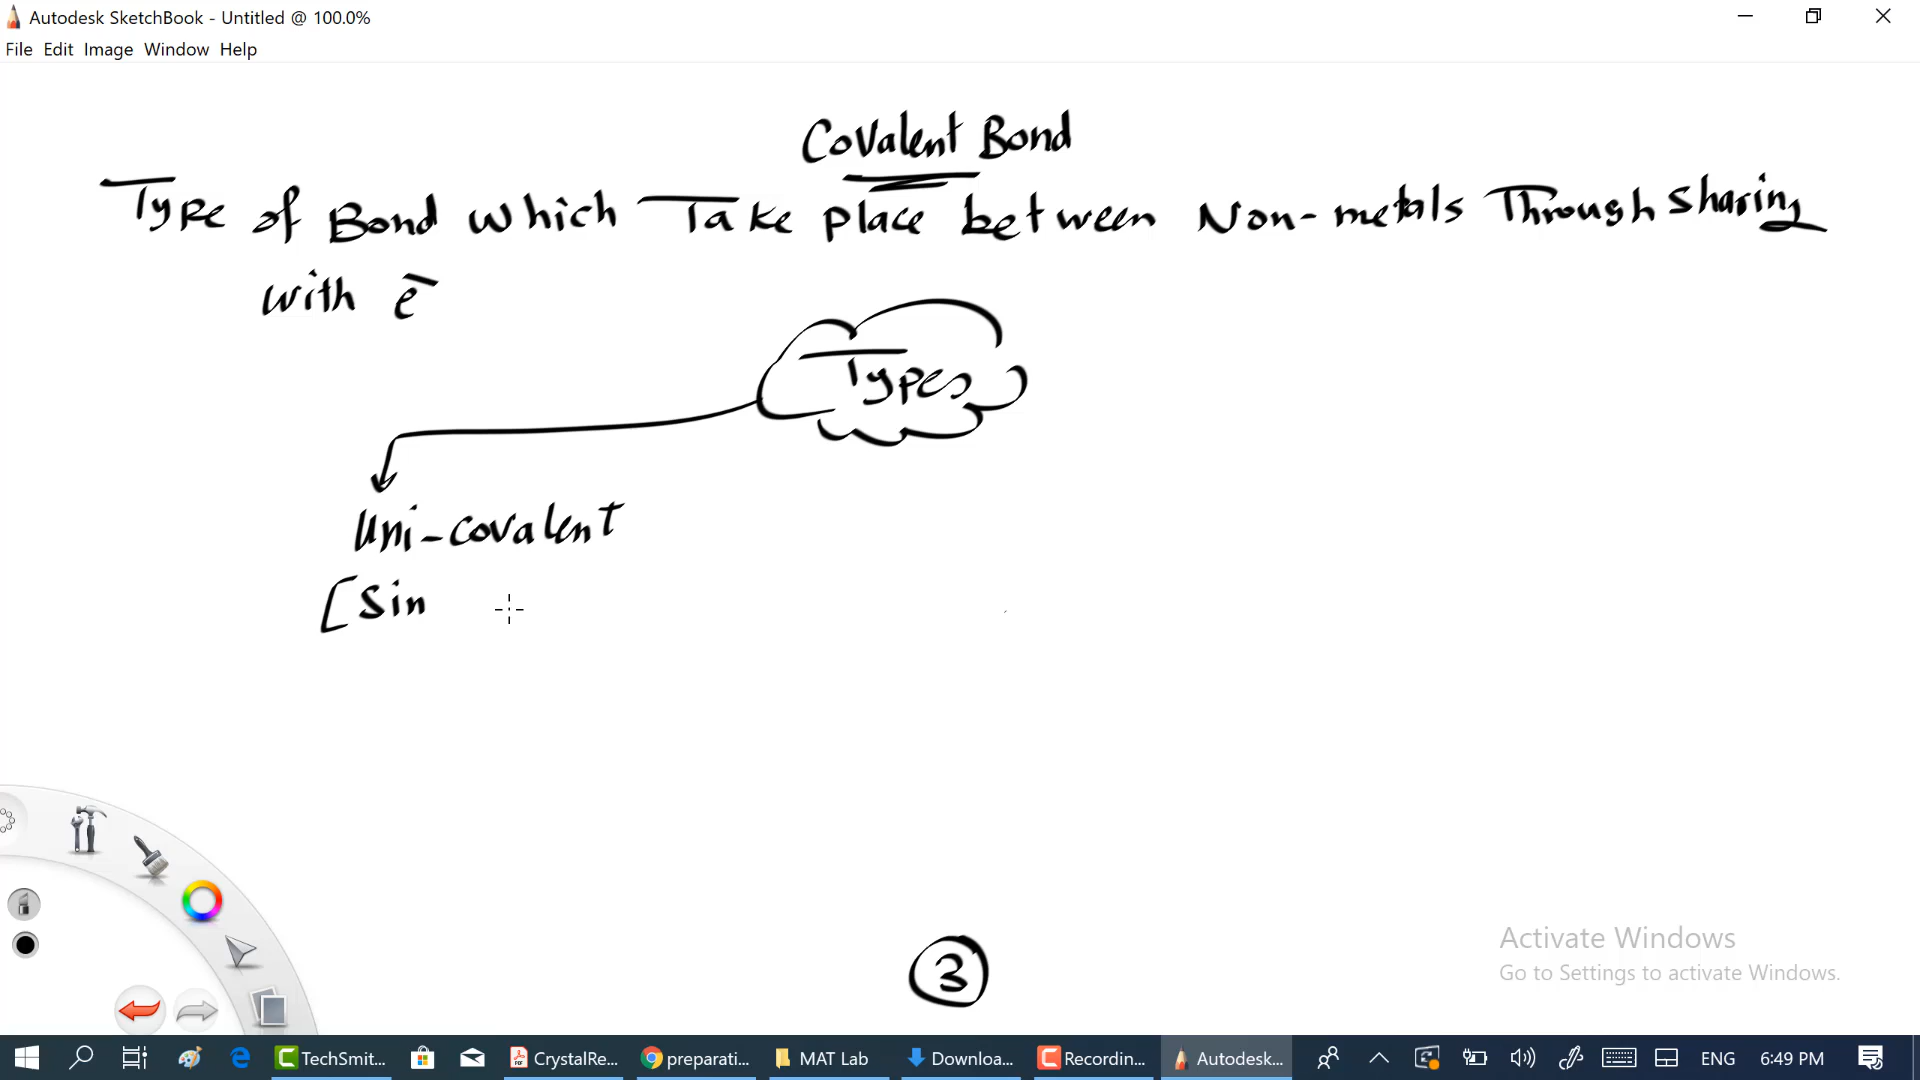 Autodesk SketchBook - Untitled @ 100.0%
File Edit Image Window Help
Covalent Bond
Type of Bond which Take place between Non-metals Through sharing
with e̅
Types
Uni-covalent
[Sin
3
Activate Windows
Go to Settings to activate Windows.
TechSmit... CrystalRe... preparati... MAT Lab Downloa... Recordin... Autodesk... ENG 6:49 PM